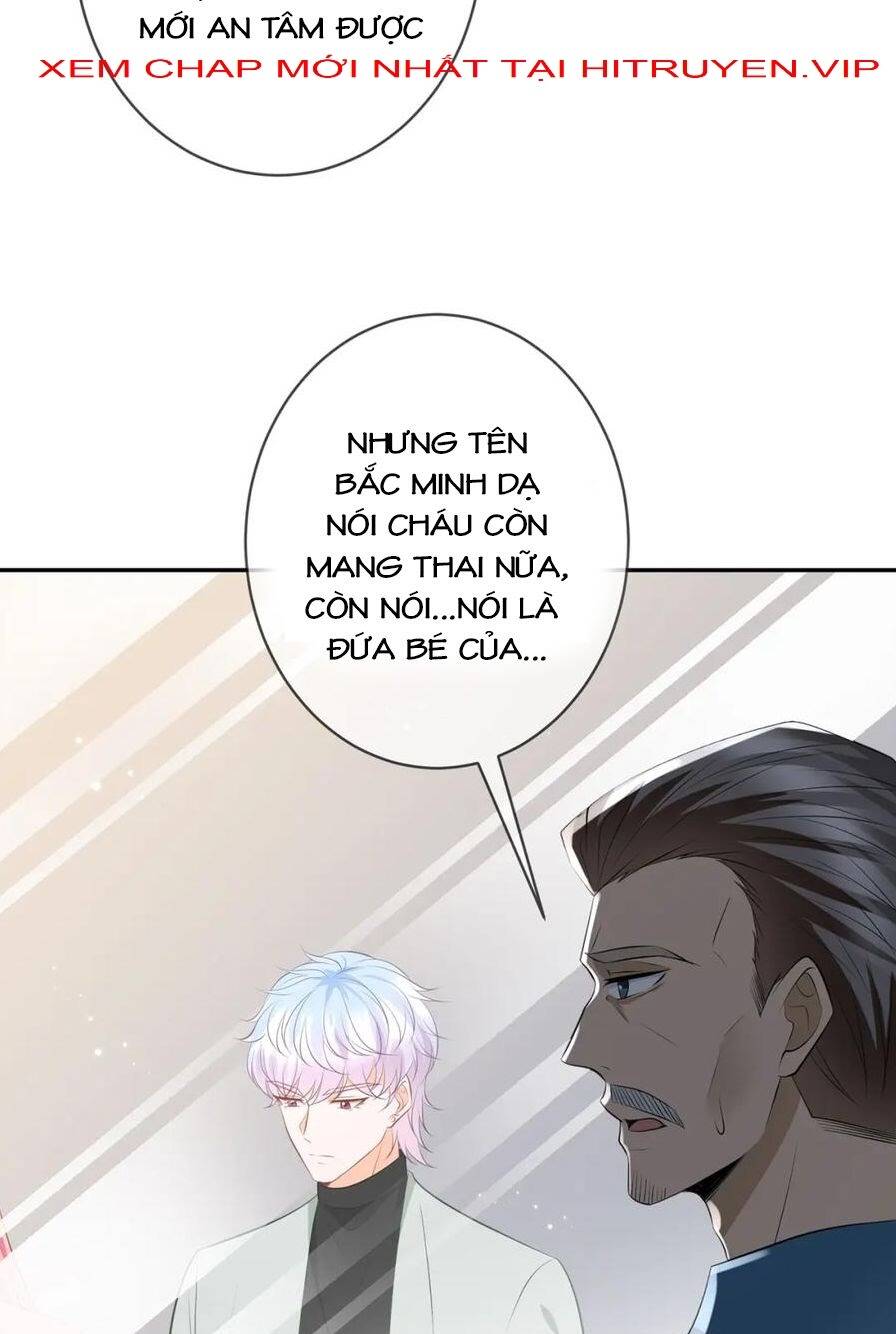 MỚI AN TÂM ĐƯỢC
XEM CHAP MỚI NHẤT TẠI HITRUYEN.VIP
NHƯNG TÊN
BẮC MINH DẠ
NÓI CHÁU CÒN
MANG THAI NỮA,
CÒN NÓI...NÓI LÀ
ĐỨA BÉ CỦA...